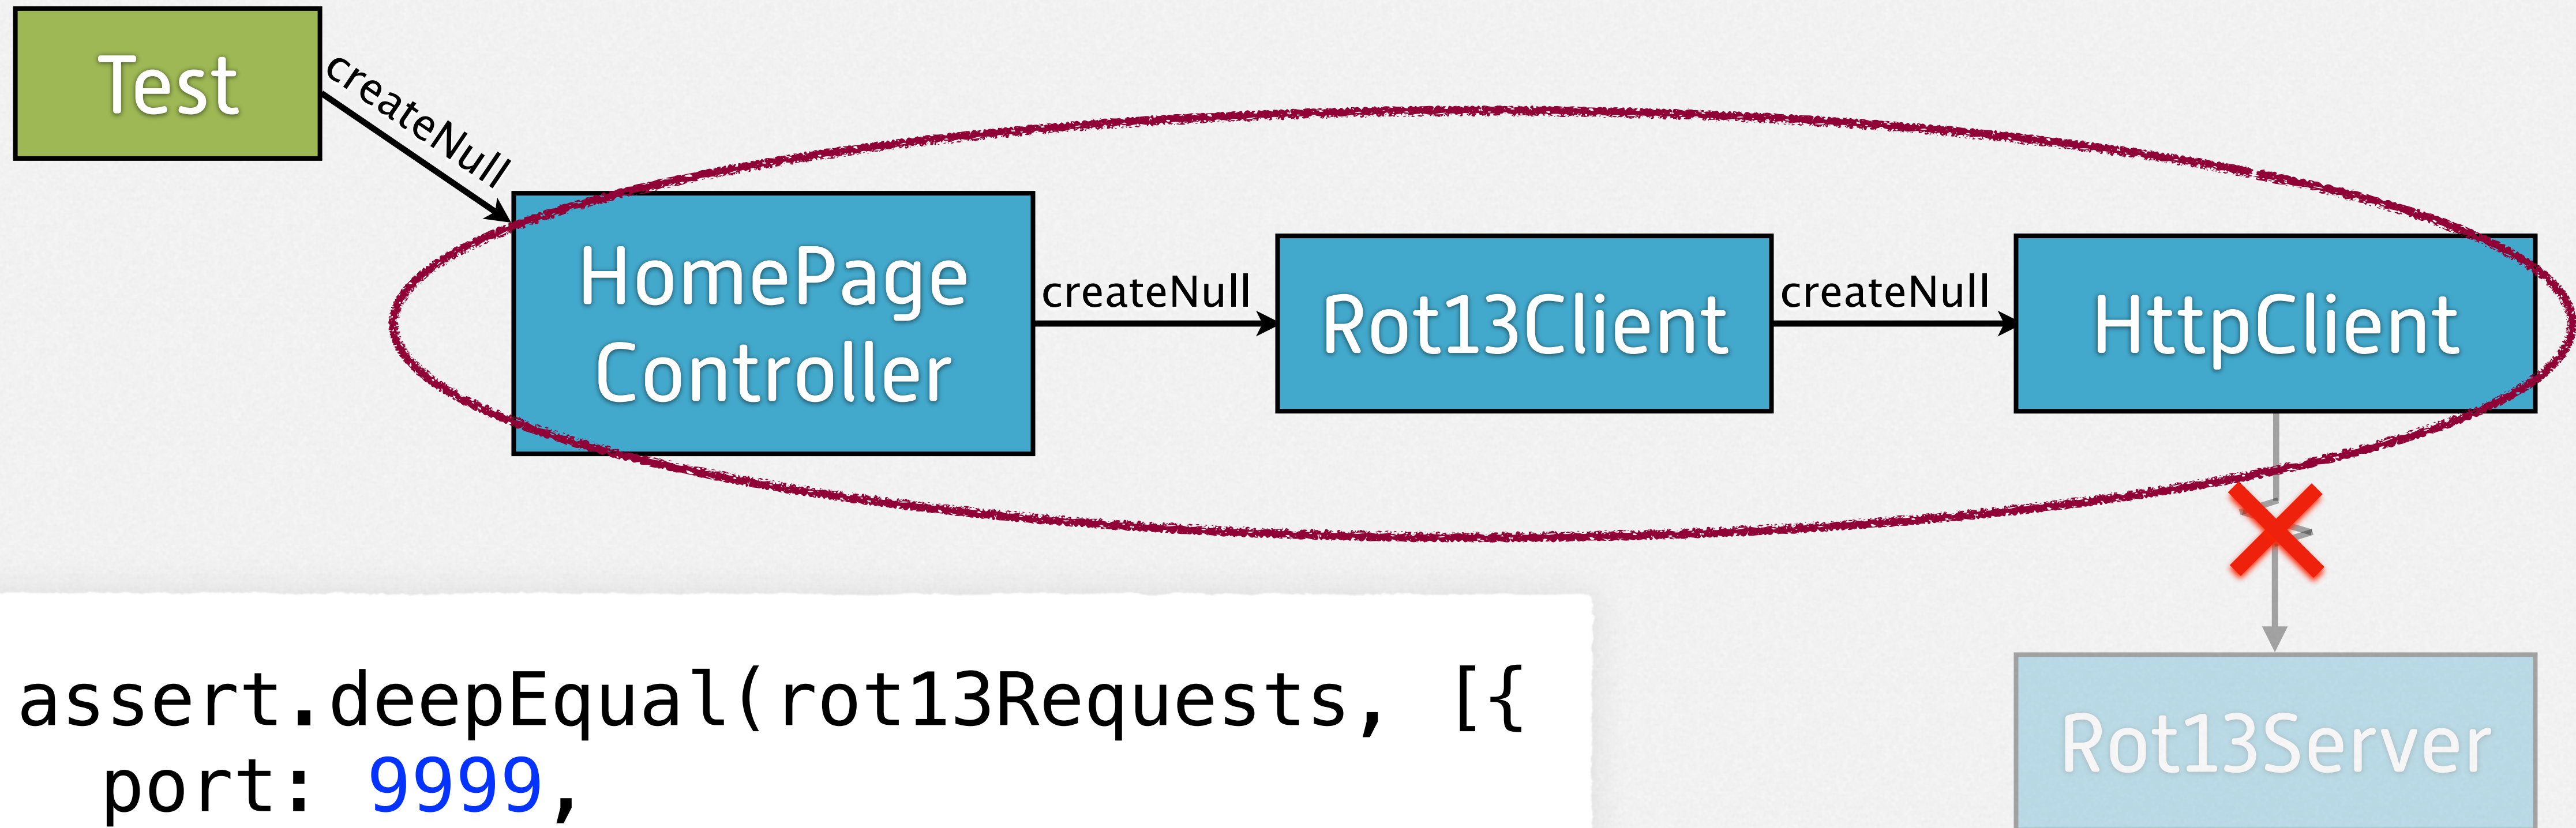 Test
createNull
HomePage
Controller
createNull
Rot13Client
createNull
HttpClient
Rot13Server
assert.deepEqual(rot13Requests, [{
  port: 9999,